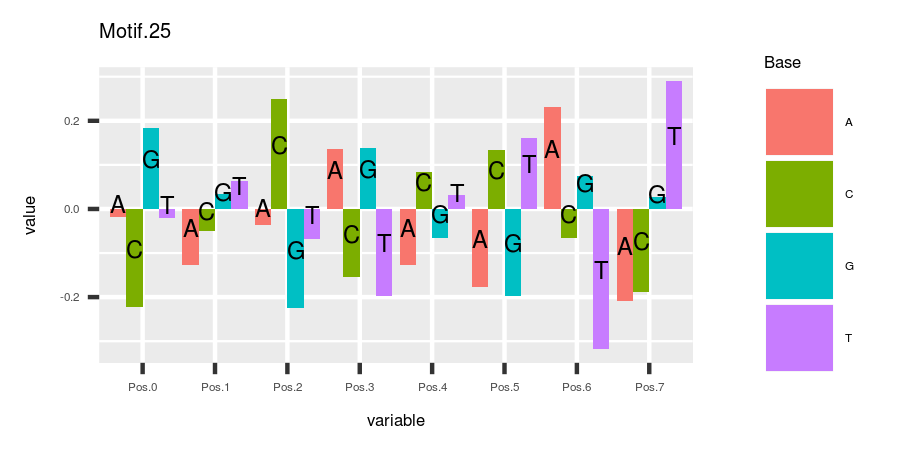 Motif.25
Base
A
C
G
T
value
0.2
0.0
-0.2
A C G T A C G T A C G T A C G T A C G T A C G T A C G T A C G T
Pos.0 Pos.1 Pos.2 Pos.3 Pos.4 Pos.5 Pos.6 Pos.7
variable